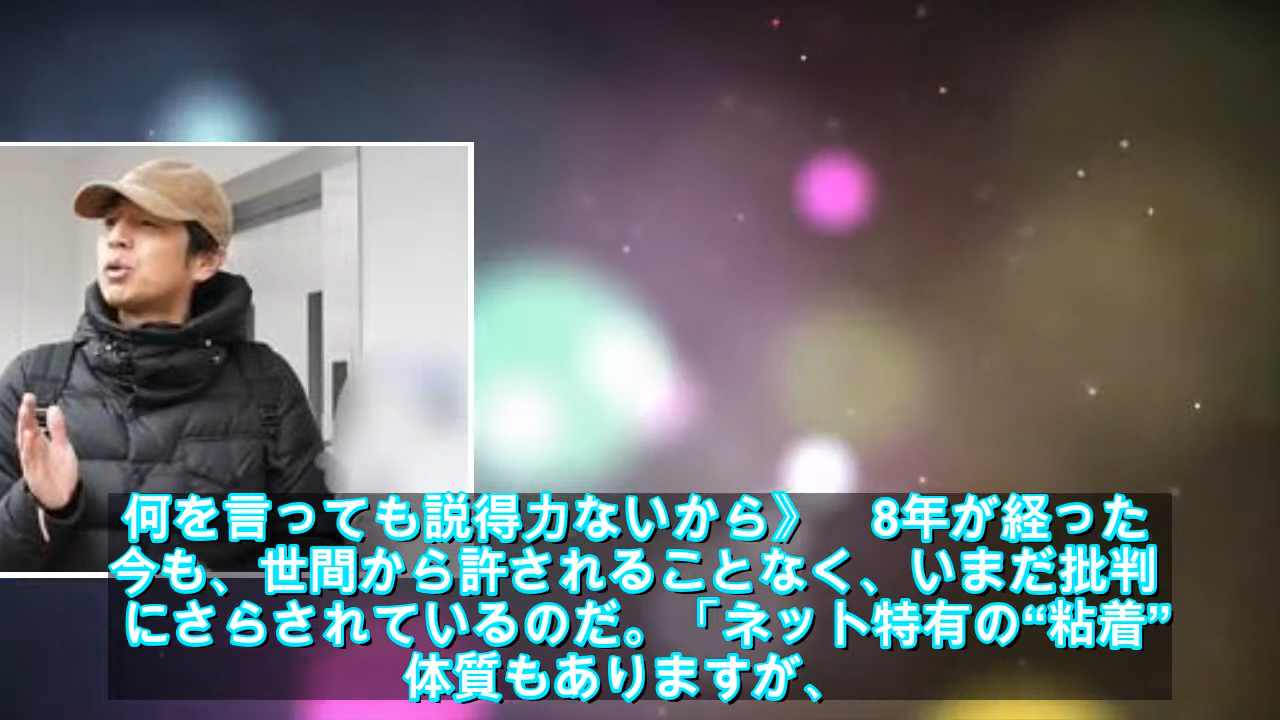 何を言っても説得力ないから》　8年が経った
今も、世間から許されることなく、いまだ批判
にさらされているのだ。「ネット特有の“粘着”
体質もありますが、